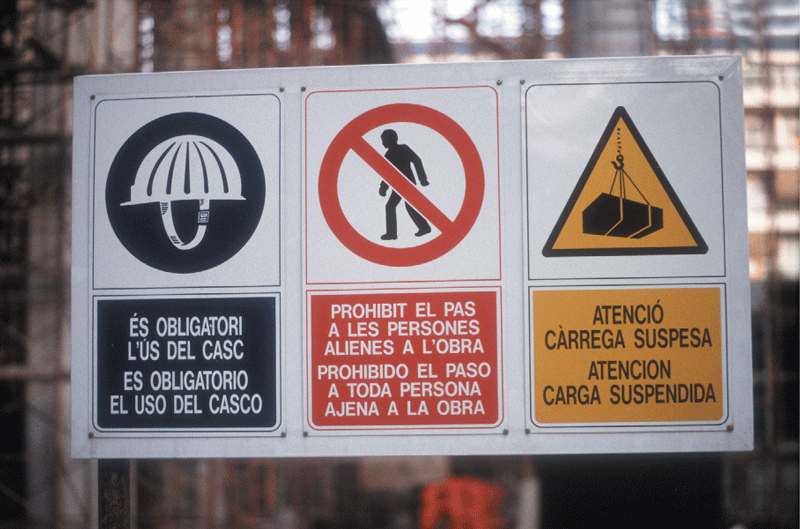 ÉS OBLIGATORI
L'ÚS DEL CASC
ES OBLIGATORIO
EL USO DEL CASCO
PROHIBIT EL PAS
A LES PERSONES
ALIENES A L'OBRA
PROHIBIDO EL PASO
A TODA PERSONA
AJENA A LA OBRA
ATENCIÓ
CÀRREGA SUSPESA
ATENCION
CARGA SUSPENDIDA